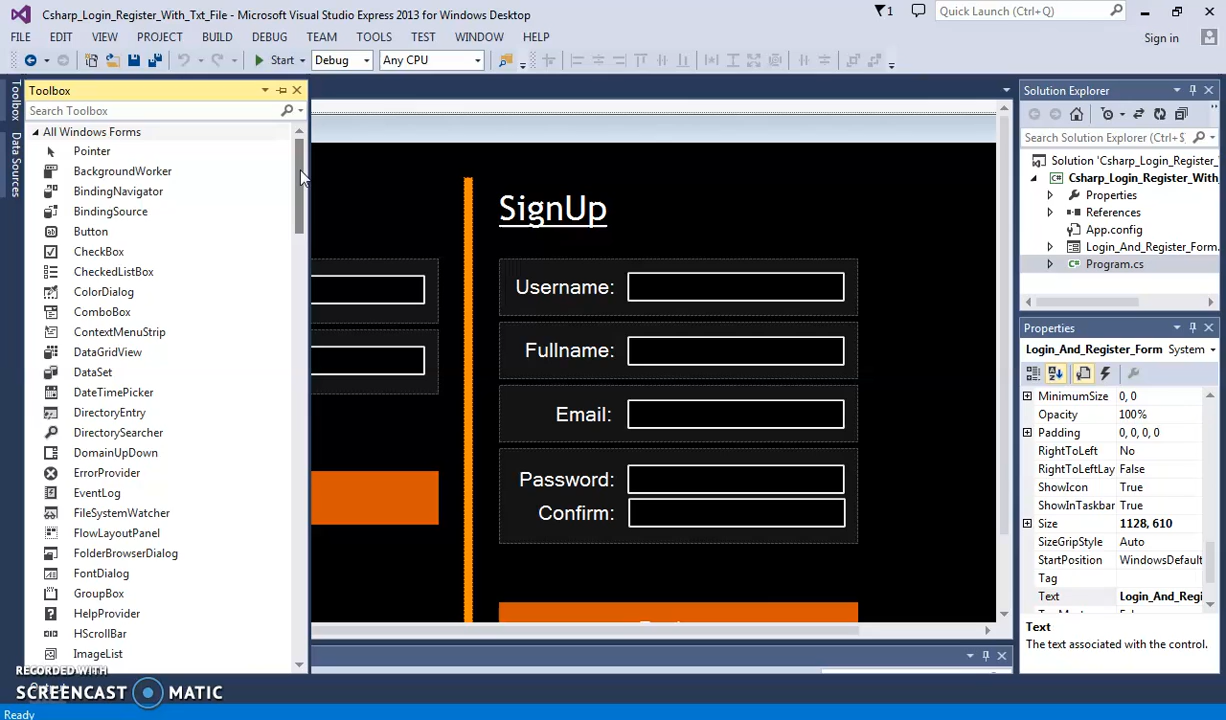 Csharp_Login_Register_With_Txt_File - Microsoft Visual Studio Express 2013 for Windows Desktop
1
Quick Launch (Ctrl+Q)
FILE EDIT VIEW PROJECT BUILD DEBUG TEAM TOOLS TEST WINDOW HELP
Sign in
Start Debug Any CPU
Toolbox
Data Sources
Toolbox
Search Toolbox
All Windows Forms
Pointer
BackgroundWorker
BindingNavigator
BindingSource
Button
CheckBox
CheckedListBox
ColorDialog
ComboBox
ContextMenuStrip
DataGridView
DataSet
DateTimePicker
DirectoryEntry
DirectorySearcher
DomainUpDown
ErrorProvider
EventLog
FileSystemWatcher
FlowLayoutPanel
FolderBrowserDialog
FontDialog
GroupBox
HelpProvider
HScrollBar
ImageList
SignUp
Username:
Fullname:
Email:
Password:
Confirm:
Solution Explorer
Search Solution Explorer (Ctrl+$
Solution 'Csharp_Login_Register_
Csharp_Login_Register_With_
Properties
References
App.config
Login_And_Register_Form.
C# Program.cs
Properties
Login_And_Register_Form System
MinimumSize 0, 0
Opacity 100%
Padding 0, 0, 0, 0
RightToLeft No
RightToLeftLay False
ShowIcon True
ShowInTaskbar True
Size 1128, 610
SizeGripStyle Auto
StartPosition WindowsDefault
Tag
Text Login_And_Regi
Text
The text associated with the control.
RECORDED WITH
SCREENCAST MATIC
Ready